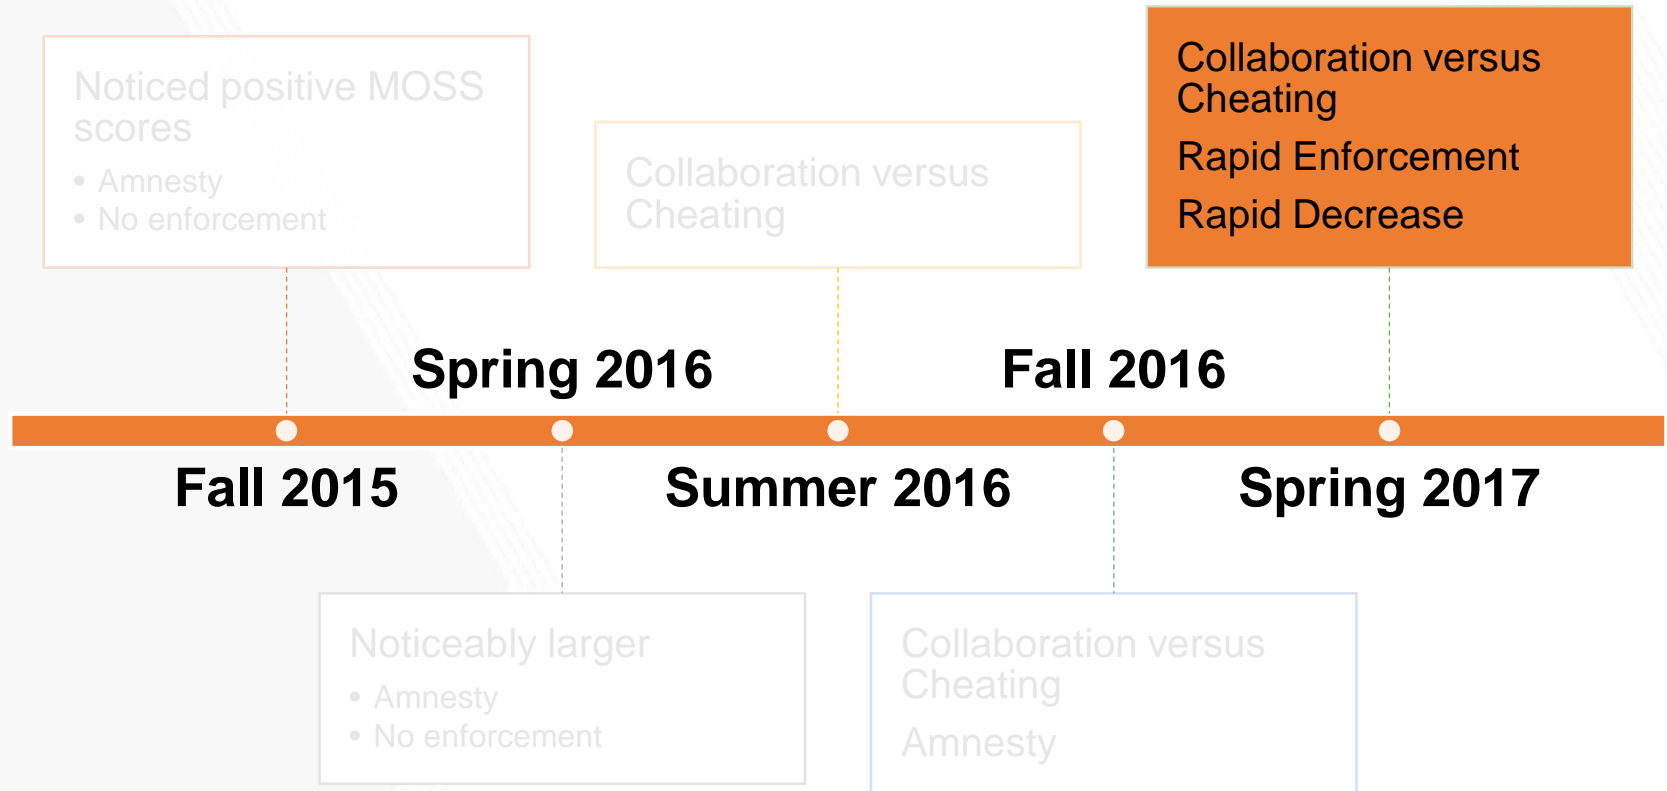 Noticed positive MOSS
scores
• Amnesty
• No enforcement
Collaboration versus
Cheating
Collaboration versus
Cheating
Rapid Enforcement
Rapid Decrease
Spring 2016
Fall 2016
Fall 2015
Summer 2016
Spring 2017
Noticeably larger
• Amnesty
• No enforcement
Collaboration versus
Cheating
Amnesty